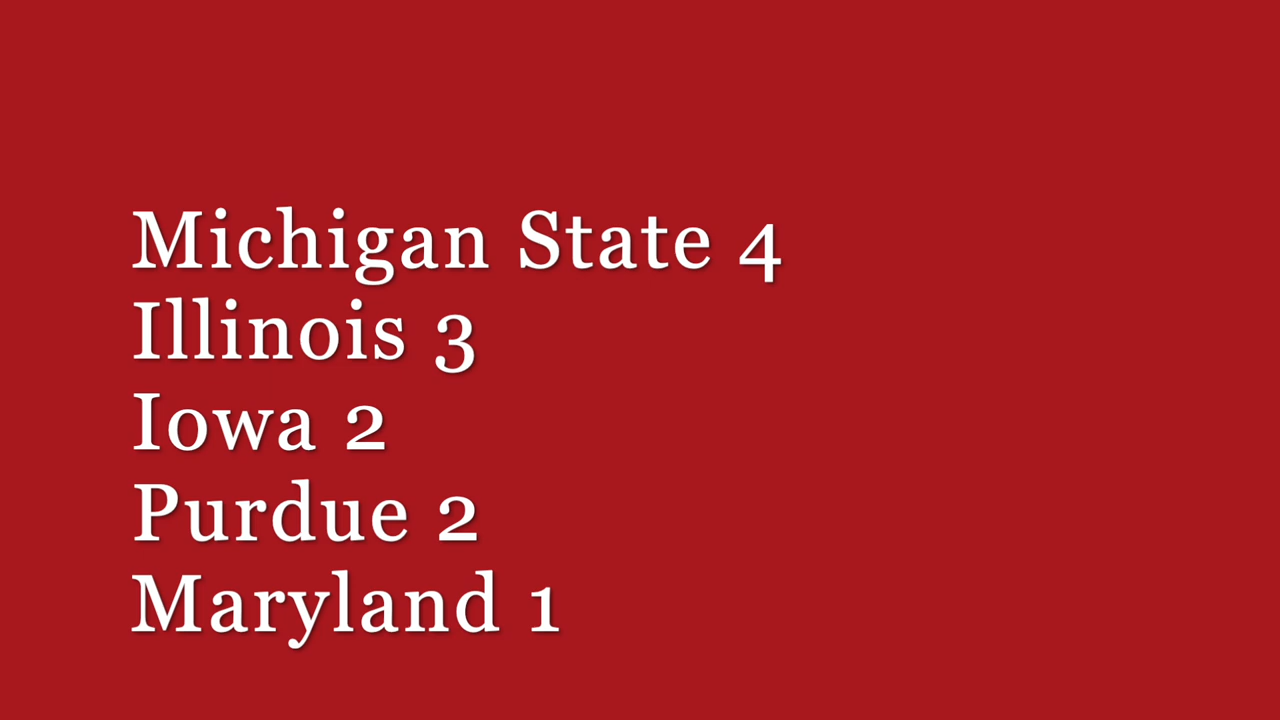 Michigan State 4
Illinois 3
Iowa 2
Purdue 2
Maryland 1